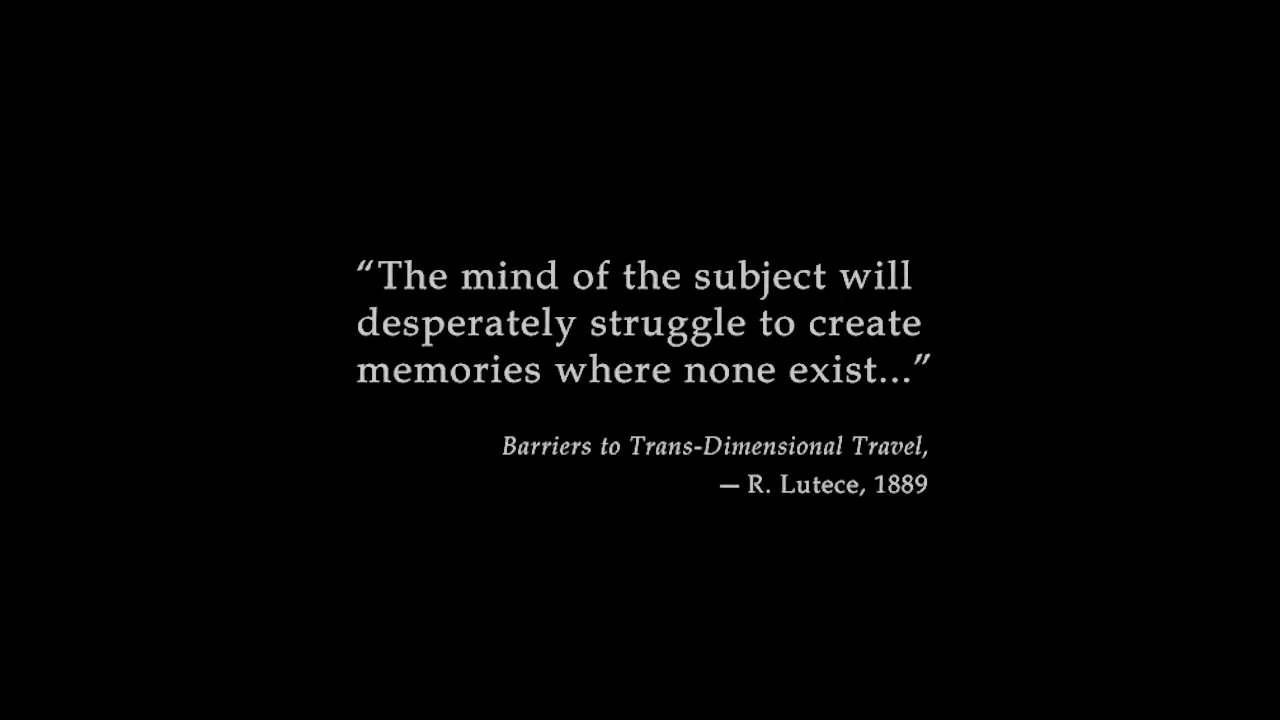 “The mind of the subject will
desperately struggle to create
memories where none exist...”
Barriers to Trans-Dimensional Travel,
— R. Lutece, 1889